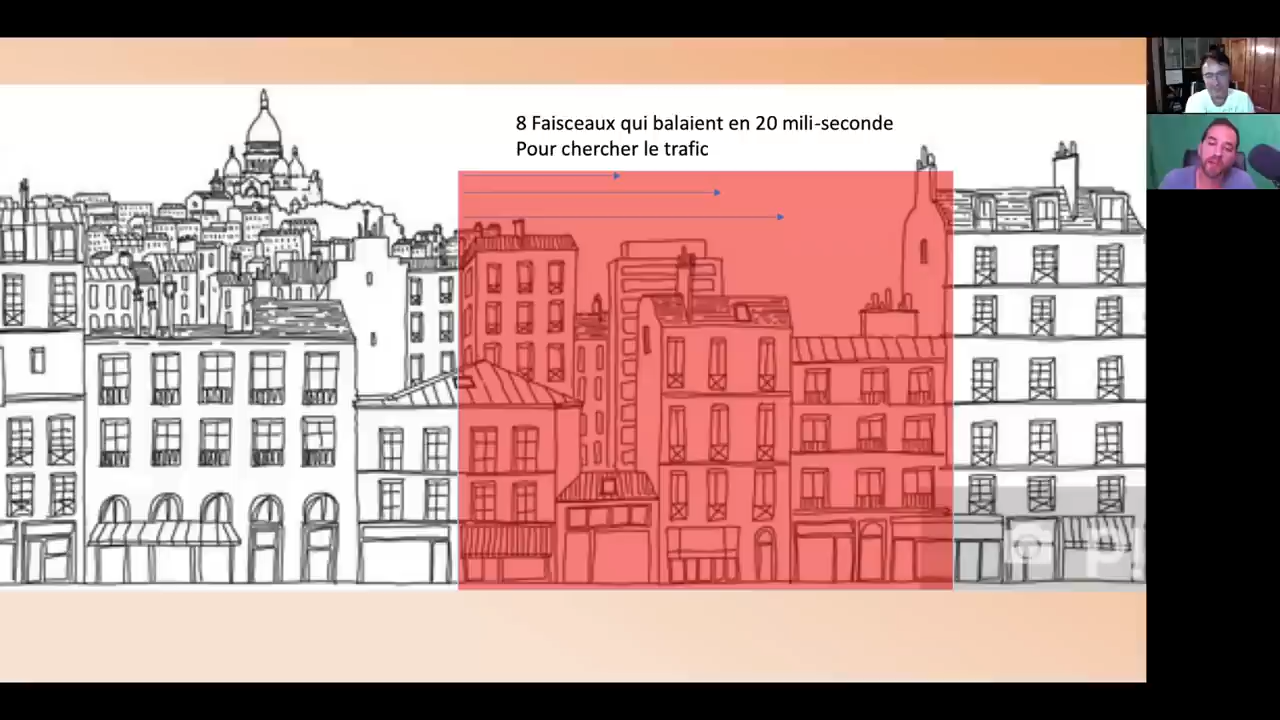 8 Faisceaux qui balaient en 20 mili-seconde
Pour chercher le trafic